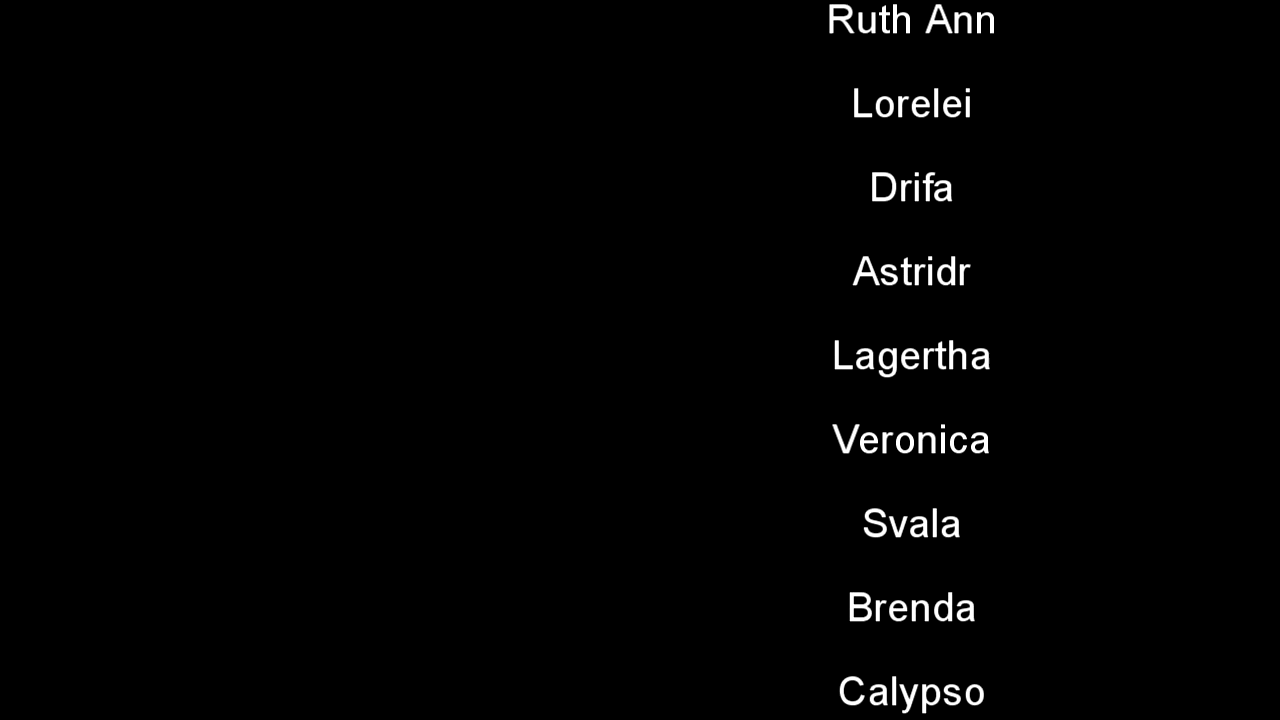 Ruth Ann
Lorelei
Drifa
Astridr
Lagertha
Veronica
Svala
Brenda
Calypso